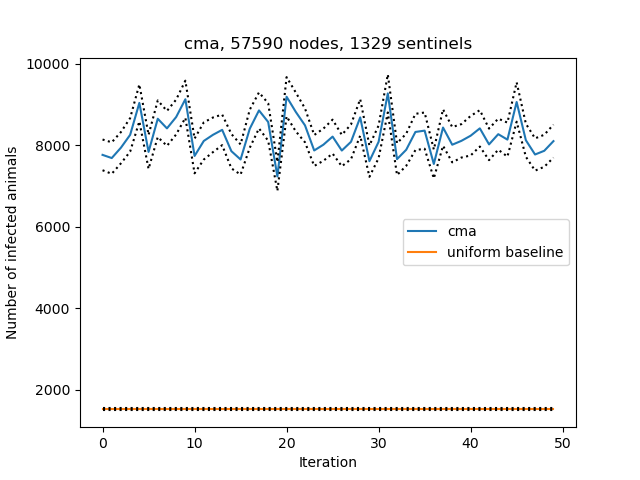 cma, 57590 nodes, 1329 sentinels
Number of infected animals
10000
8000
6000
4000
2000
cma
uniform baseline
0
10
20
30
40
50
Iteration